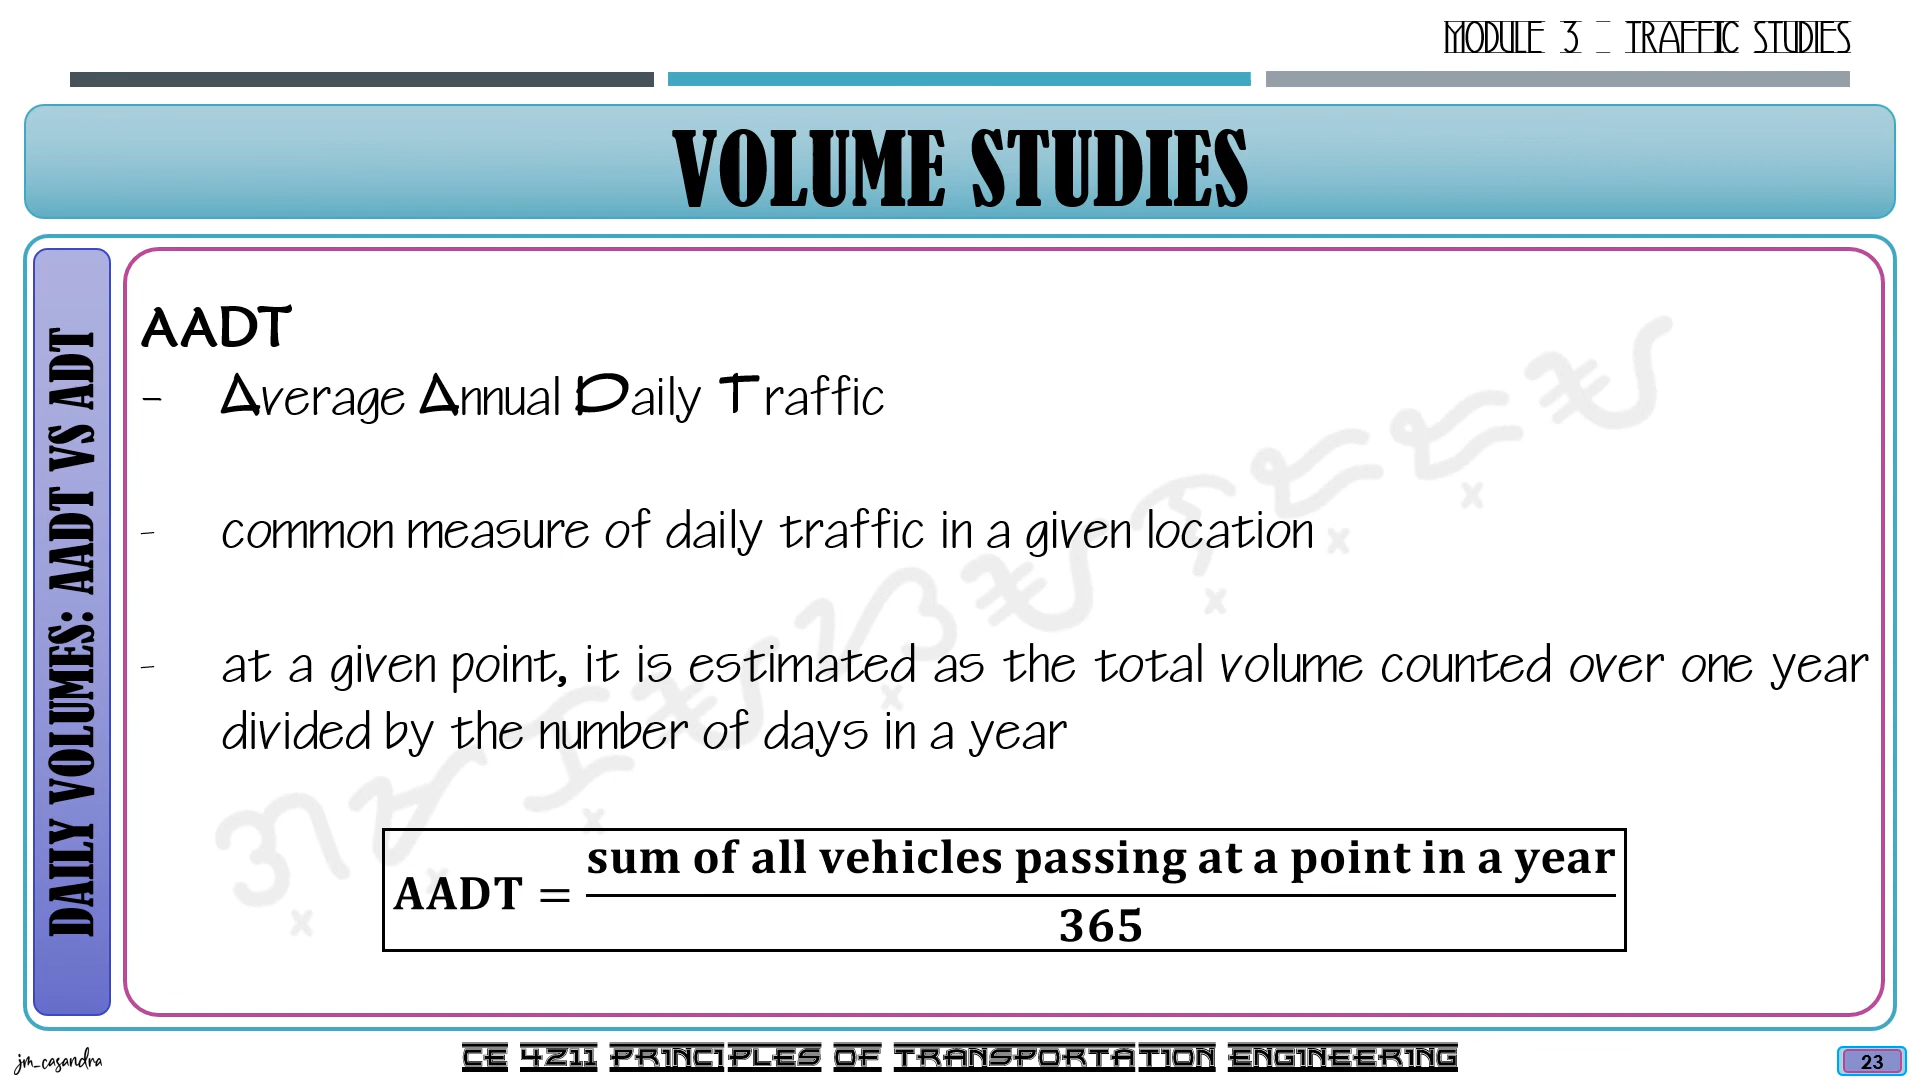 MODULE 3 – TRAFFIC STUDIES
VOLUME STUDIES
DAILY VOLUMES: AADT VS ADT
AADT
- Average Annual Daily Traffic
- common measure of daily traffic in a given location
- at a given point, it is estimated as the total volume counted over one year
divided by the number of days in a year
AADT = sum of all vehicles passing at a point in a year
365
jm_casandra
CE 4211 PRINCIPLES OF TRANSPORTATION ENGINEERING
23